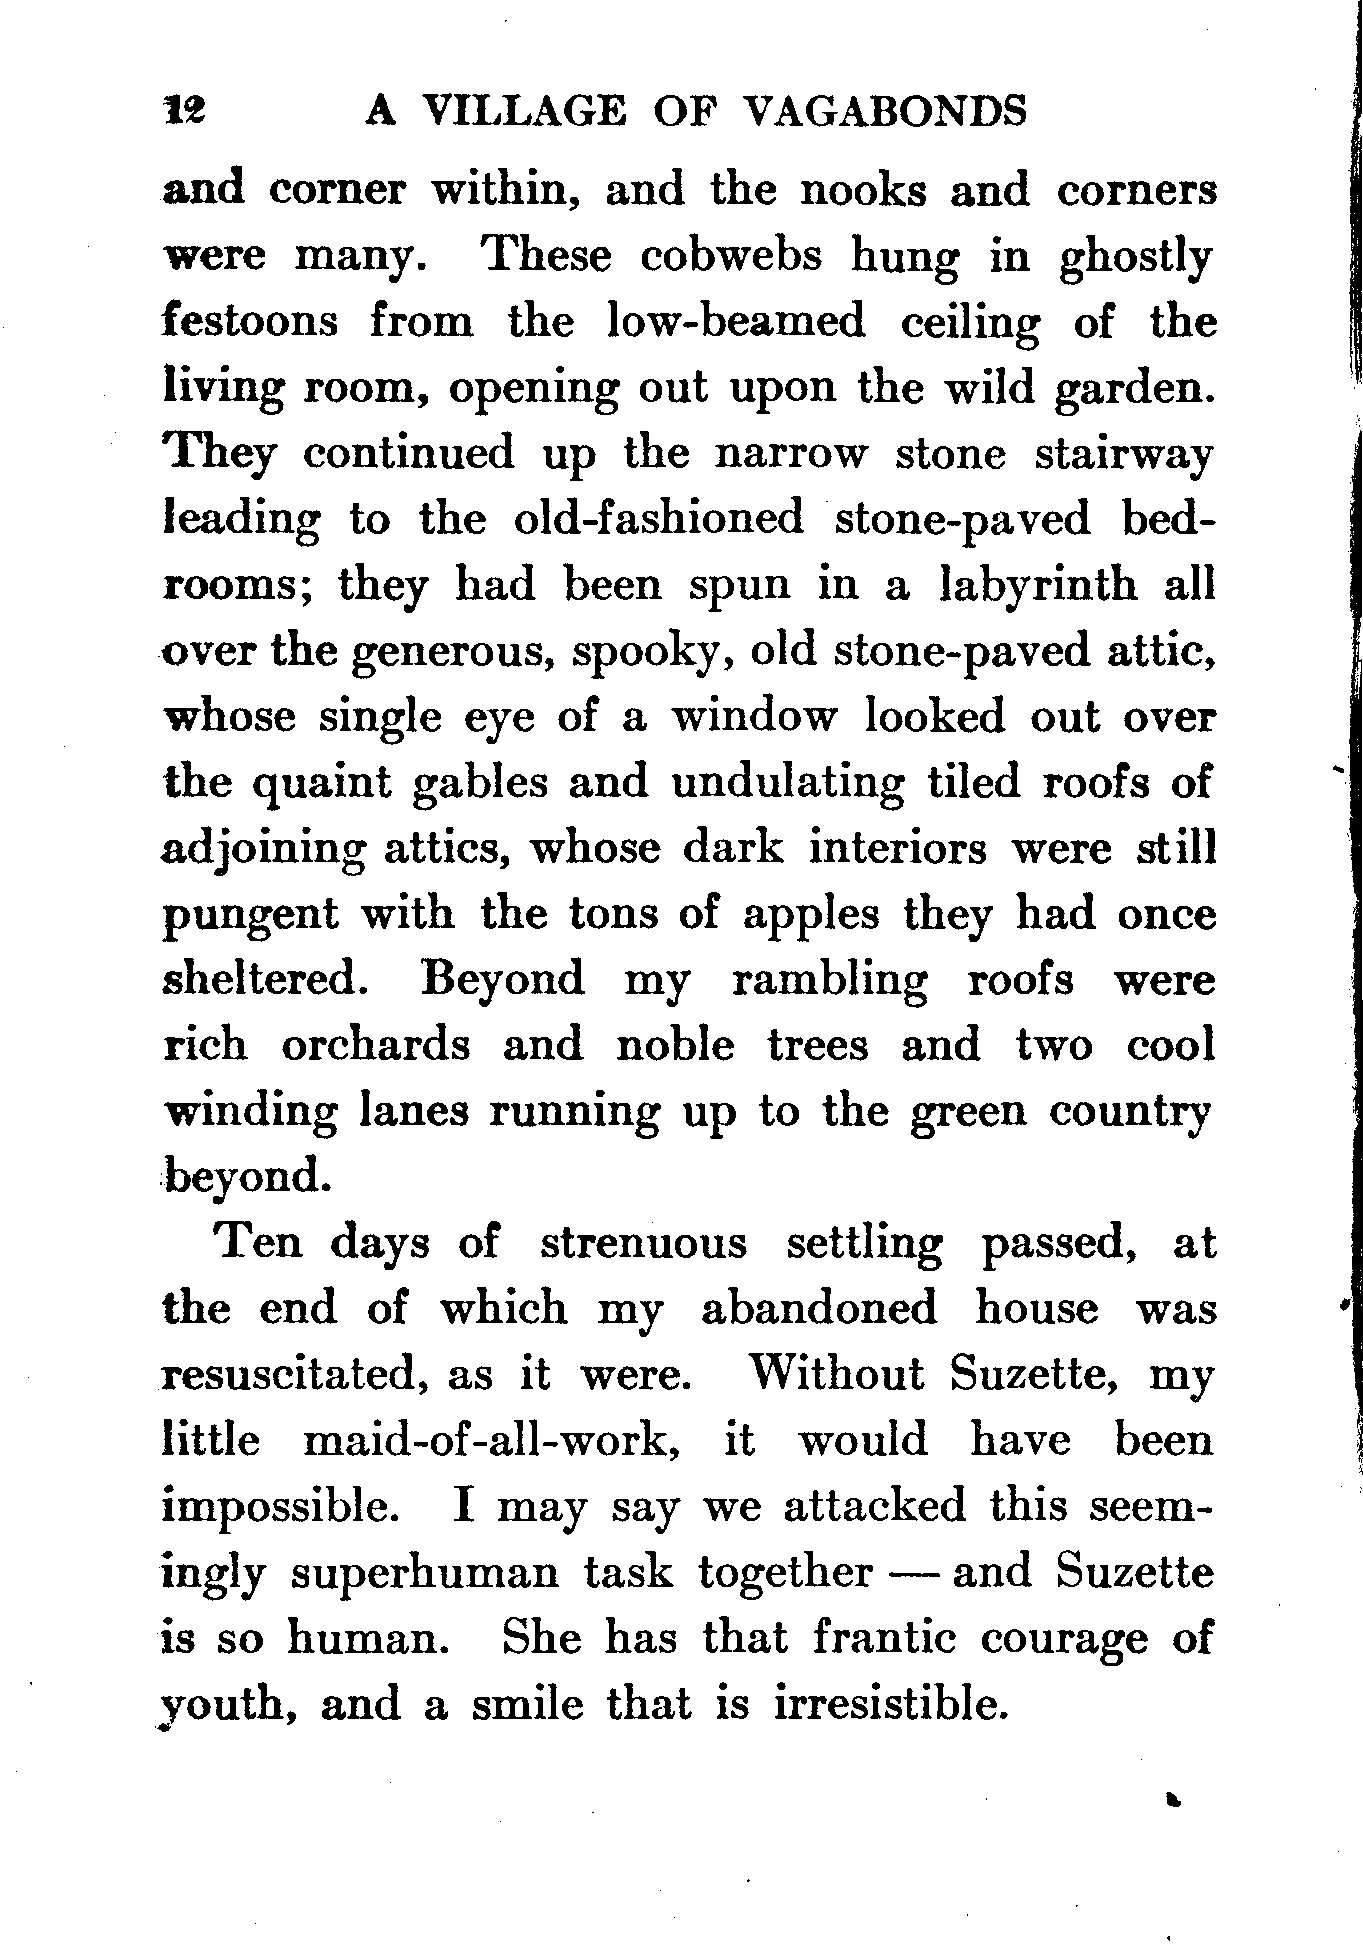 12 A VILLAGE OF VAGABONDS
and corner within, and the nooks and corners
were many. These cobwebs hung in ghostly
festoons from the low-beamed ceiling of the
living room, opening out upon the wild garden.
They continued up the narrow stone stairway
leading to the old-fashioned stone-paved bed-
rooms; they had been spun in a labyrinth all
over the generous, spooky, old stone-paved attic,
whose single eye of a window looked out over
the quaint gables and undulating tiled roofs of
adjoining attics, whose dark interiors were still
pungent with the tons of apples they had once
sheltered. Beyond my rambling roofs were
rich orchards and noble trees and two cool
winding lanes running up to the green country
beyond.
Ten days of strenuous settling passed, at
the end of which my abandoned house was
resuscitated, as it were. Without Suzette, my
little maid-of-all-work, it would have been
impossible. I may say we attacked this seem-
ingly superhuman task together — and Suzette
is so human. She has that frantic courage of
youth, and a smile that is irresistible.